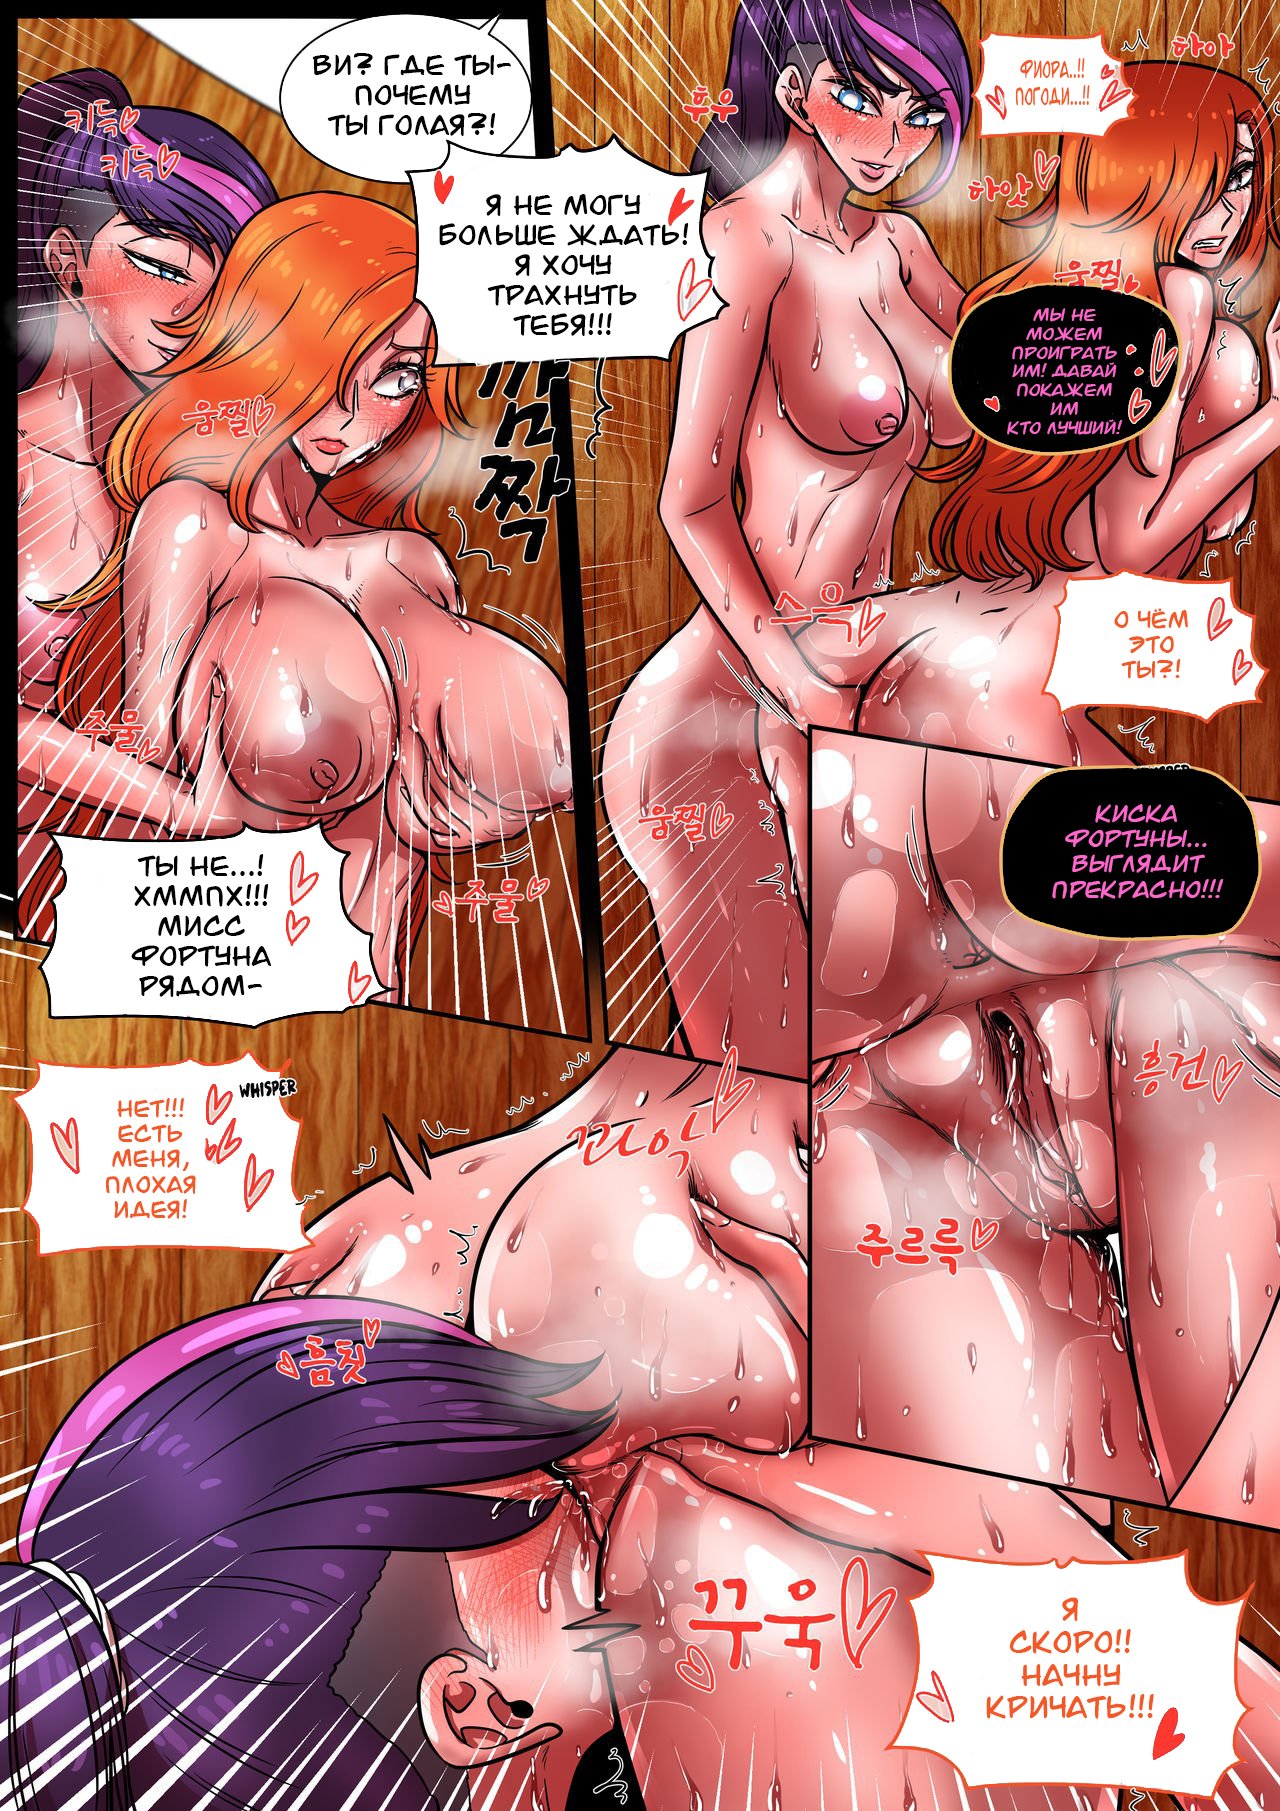 ВИ? ГДЕ ТЫ-
ПОЧЕМУ
ТЫ ГОЛАЯ?!
Я НЕ МОГУ
БОЛЬШЕ ЖДАТЬ!
Я ХОЧУ
ТРАХНУТЬ
ТЕБЯ!!!
키득
키득
움찔
깜짝
주물
주물
ТЫ НЕ...!
ХММПХ!!!
МИСС
ФОРТУНА
РЯДОМ-
ФИОРА..!!
ПОГОДИ...!!
하아
후우
하앗
움찔
МЫ НЕ
МОЖЕМ
ПРОИГРАТЬ
ИМ! ДАВАЙ
ПОКАЖЕМ
ИМ
КТО ЛУЧШИЙ!
스윽
О ЧЁМ
ЭТО
ТЫ?!
움찔
КИСКА
ФОРТУНЫ...
ВЫГЛЯДИТ
ПРЕКРАСНО!!!
흥건
주르륵
WHISPER
НЕТ!!!
ЕСТЬ
МЕНЯ,
ПЛОХАЯ
ИДЕЯ!
꽈악
흠칫
꾸욱
Я
СКОРО!!
НАЧНУ
КРИЧАТЬ!!!